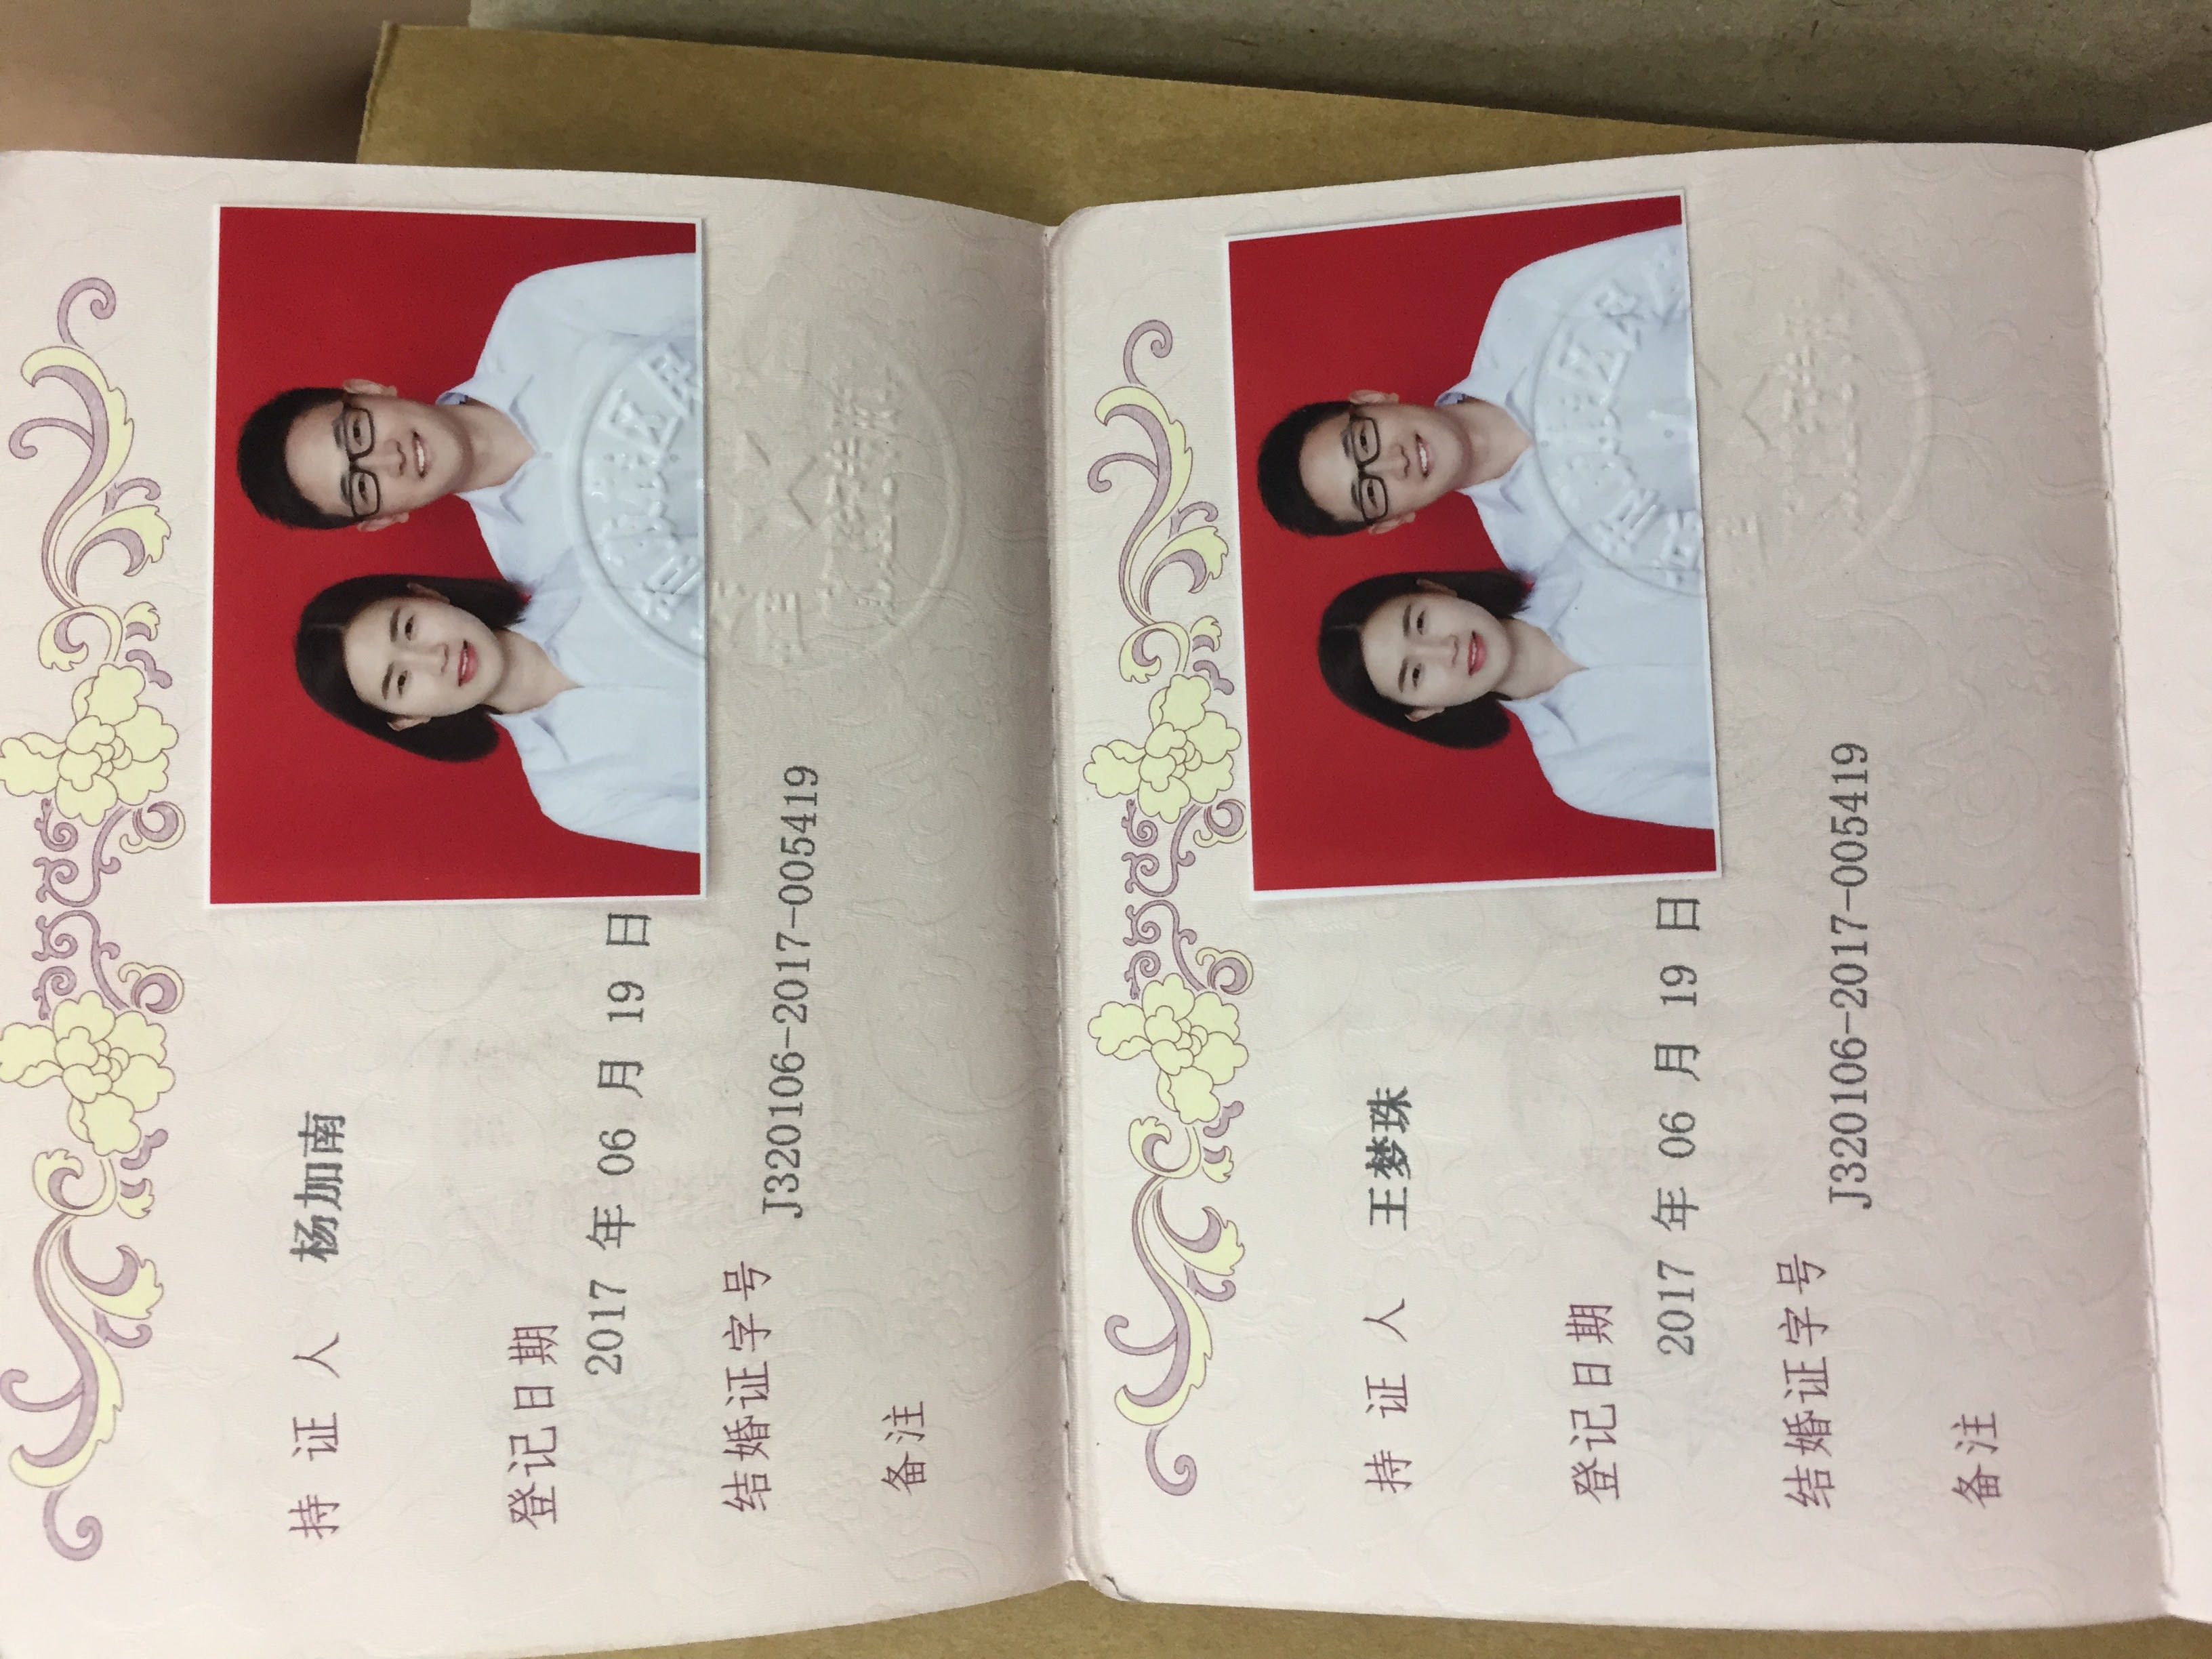 持证人 杨加南
登记日期
2017 年 06 月 19 日
结婚证字号
J320106-2017-005419
备注
持证人 王梦珠
登记日期
2017 年 06 月 19 日
结婚证字号
J320106-2017-005419
备注